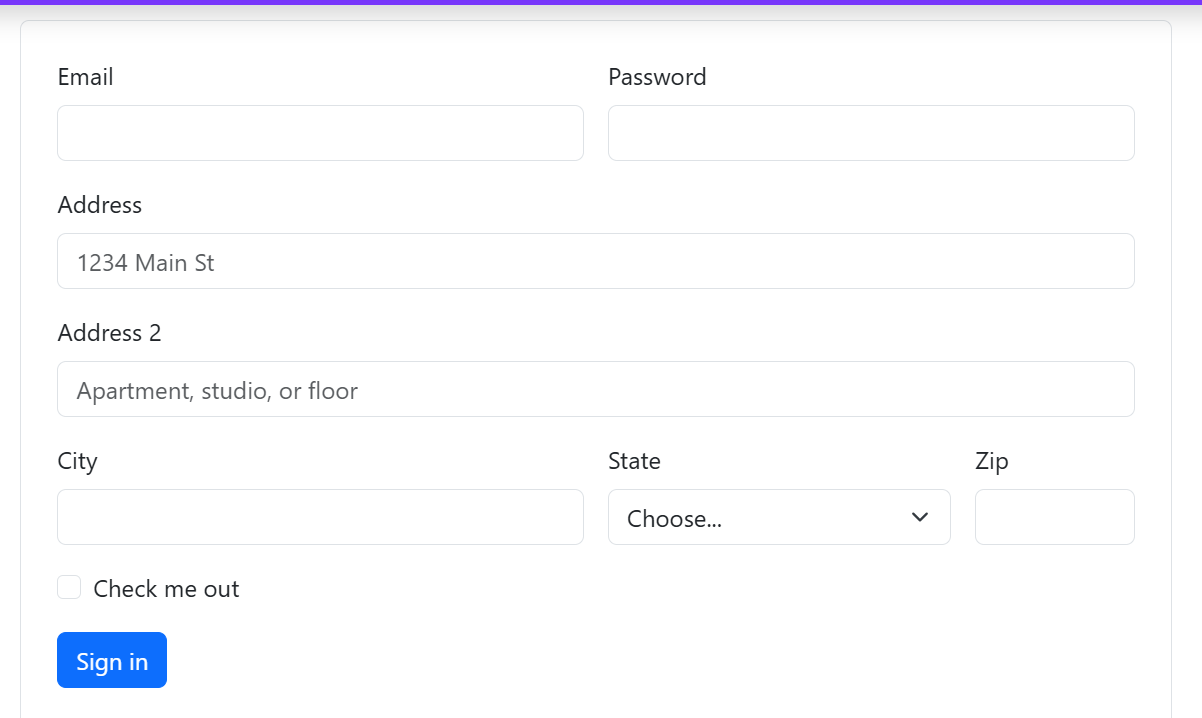 Email Password
Address
1234 Main St
Address 2
Apartment, studio, or floor
City State Zip
Choose...
Check me out
Sign in